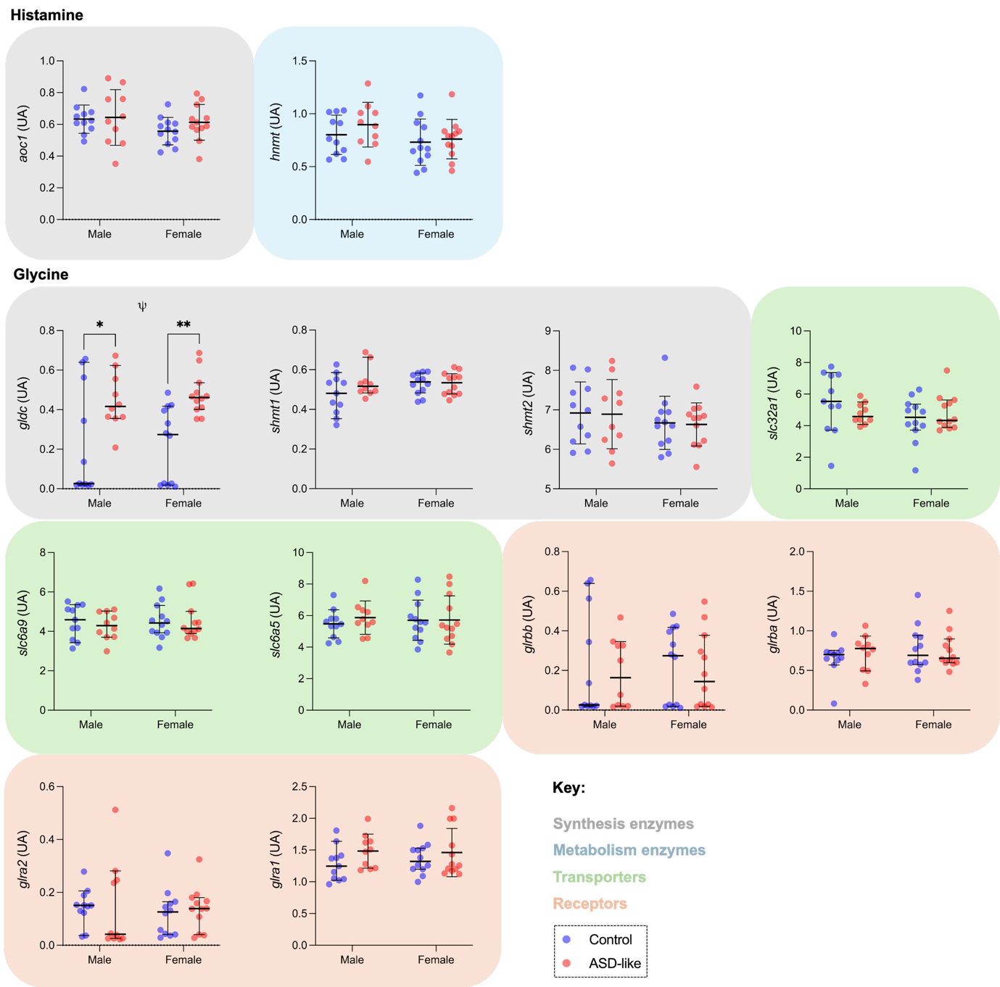 Histamine
aoc1 (UA)
1.0
0.8
0.6
0.4
0.2
0.0
Male
Female
hnmt (UA)
1.5
1.0
0.5
0.0
Male
Female
Glycine
ψ
*
**
gldc (UA)
0.8
0.6
0.4
0.2
0.0
Male
Female
shmt1 (UA)
0.8
0.6
0.4
0.2
0.0
Male
Female
shmt2 (UA)
9
8
7
6
5
Male
Female
slc32a1 (UA)
10
8
6
4
2
0
Male
Female
slc6a9 (UA)
8
6
4
2
0
Male
Female
slc6a5 (UA)
10
8
6
4
2
0
Male
Female
glrbb (UA)
0.8
0.6
0.4
0.2
0.0
Male
Female
glrba (UA)
2.0
1.5
1.0
0.5
0.0
Male
Female
glra2 (UA)
0.6
0.4
0.2
0.0
Male
Female
glra1 (UA)
2.5
2.0
1.5
1.0
0.5
0.0
Male
Female
Key:
Synthesis enzymes
Metabolism enzymes
Transporters
Receptors
Control
ASD-like